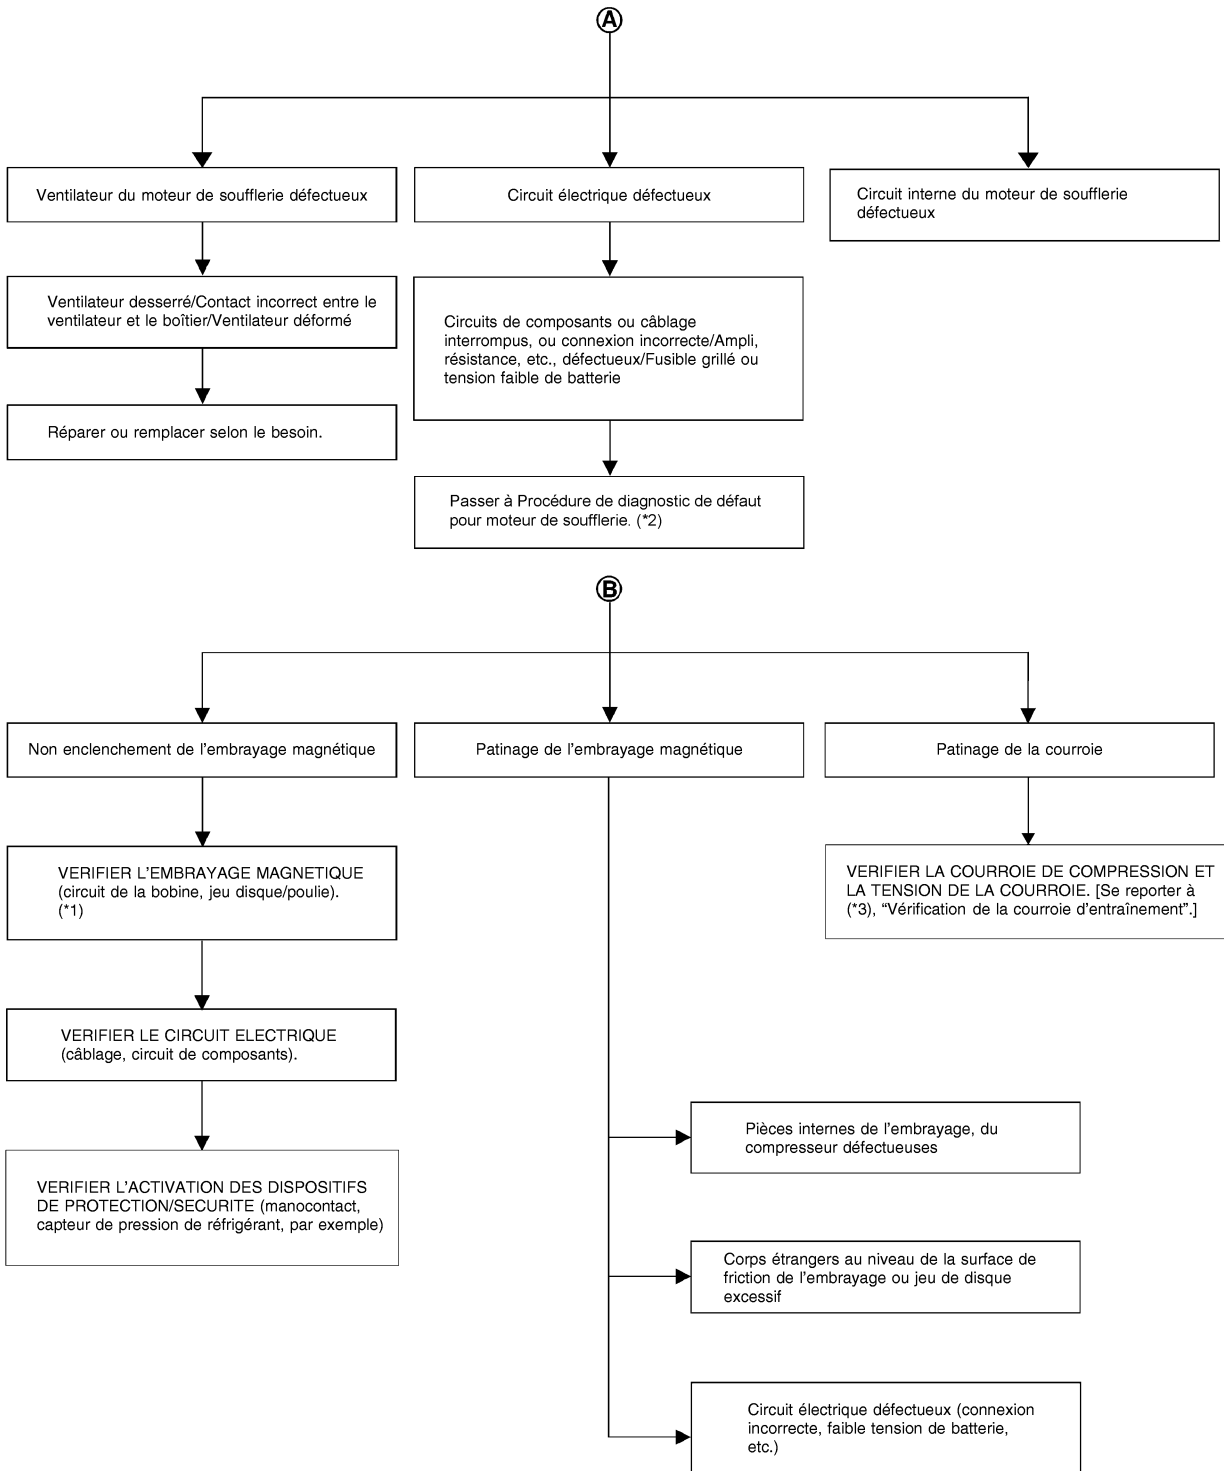 A
Ventilateur du moteur de soufflerie défectueux
Circuit électrique défectueux
Circuit interne du moteur de soufflerie
défectueux
Ventilateur desserré/Contact incorrect entre le
ventilateur et le boîtier/Ventilateur déformé
Circuits de composants ou câblage
interrompus, ou connexion incorrecte/Ampli,
résistance, etc., défectueux/Fusible grillé ou
tension faible de batterie
Réparer ou remplacer selon le besoin.
Passer à Procédure de diagnostic de défaut
pour moteur de soufflerie. (*2)
B
Non enclenchement de l'embrayage magnétique
Patinage de l'embrayage magnétique
Patinage de la courroie
VERIFIER L'EMBRAYAGE MAGNETIQUE
(circuit de la bobine, jeu disque/poulie).
(*1)
VERIFIER LA COURROIE DE COMPRESSION ET
LA TENSION DE LA COURROIE. [Se reporter à
(*3), “Vérification de la courroie d'entraînement”.]
VERIFIER LE CIRCUIT ELECTRIQUE
(câblage, circuit de composants).
VERIFIER L'ACTIVATION DES DISPOSITIFS
DE PROTECTION/SECURITE (manocontact,
capteur de pression de réfrigérant, par exemple)
Pièces internes de l'embrayage, du
compresseur défectueuses
Corps étrangers au niveau de la surface de
friction de l'embrayage ou jeu de disque
excessif
Circuit électrique défectueux (connexion
incorrecte, faible tension de batterie,
etc.)